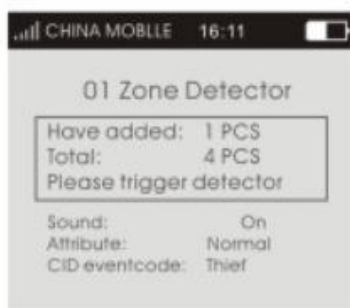 CHINA MOBLLE 16:11
01 Zone Detector
Have added: 1 PCS
Total: 4 PCS
Please trigger detector
Sound: On
Attribute: Normal
CID eventcode: Thief